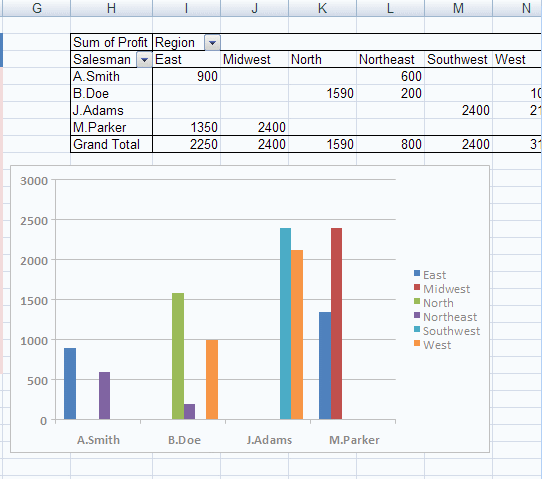 G H I J K L M N
Sum of Profit Region
Salesman East Midwest North Northeast Southwest West
A.Smith 900 600
B.Doe 1590 200
J.Adams 2400
M.Parker 1350 2400
Grand Total 2250 2400 1590 800 2400
3000
2500
2000
1500
1000
500
0
East
Midwest
North
Northeast
Southwest
West
A.Smith B.Doe J.Adams M.Parker